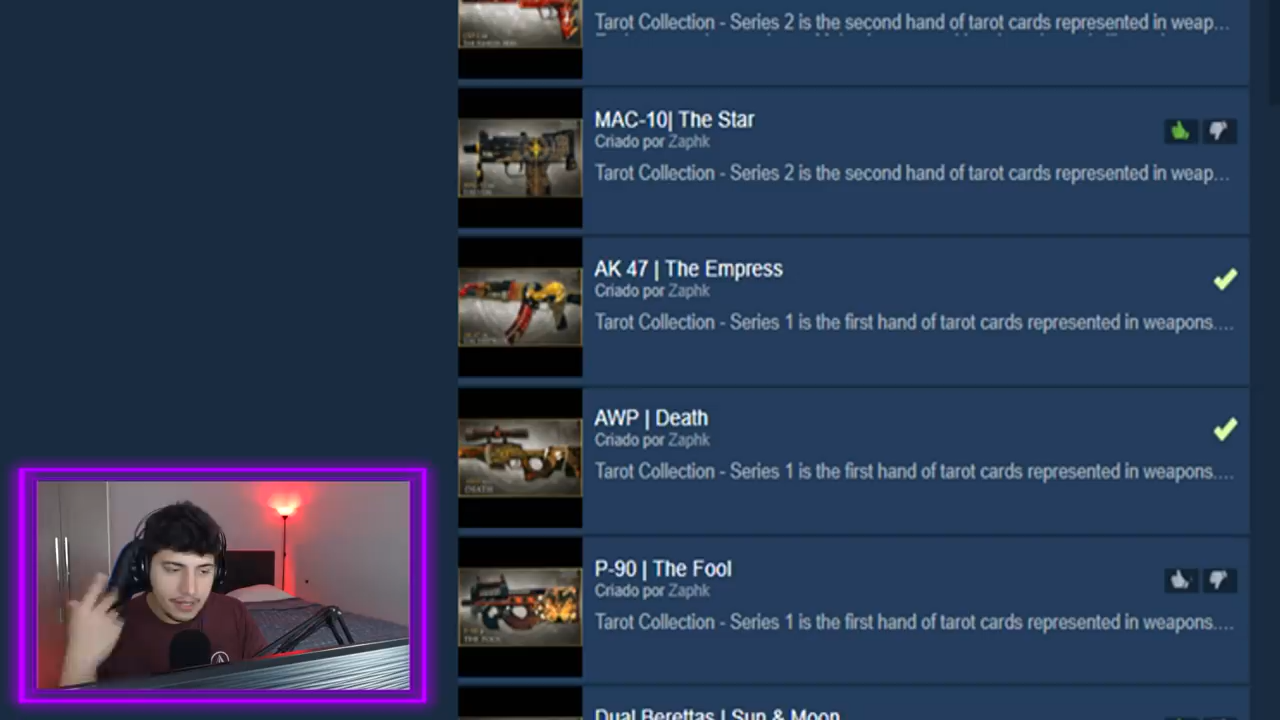 Tarot Collection - Series 2 is the second hand of tarot cards represented in weap...
MAC-10| The Star
Criado por Zaphk
Tarot Collection - Series 2 is the second hand of tarot cards represented in weap...
AK 47 | The Empress
Criado por Zaphk
Tarot Collection - Series 1 is the first hand of tarot cards represented in weapons....
AWP | Death
Criado por Zaphk
Tarot Collection - Series 1 is the first hand of tarot cards represented in weapons....
DEATH
P-90 | The Fool
Criado por Zaphk
Tarot Collection - Series 1 is the first hand of tarot cards represented in weapons....
THE FOOL
Dual Berettas | Sun & Moon